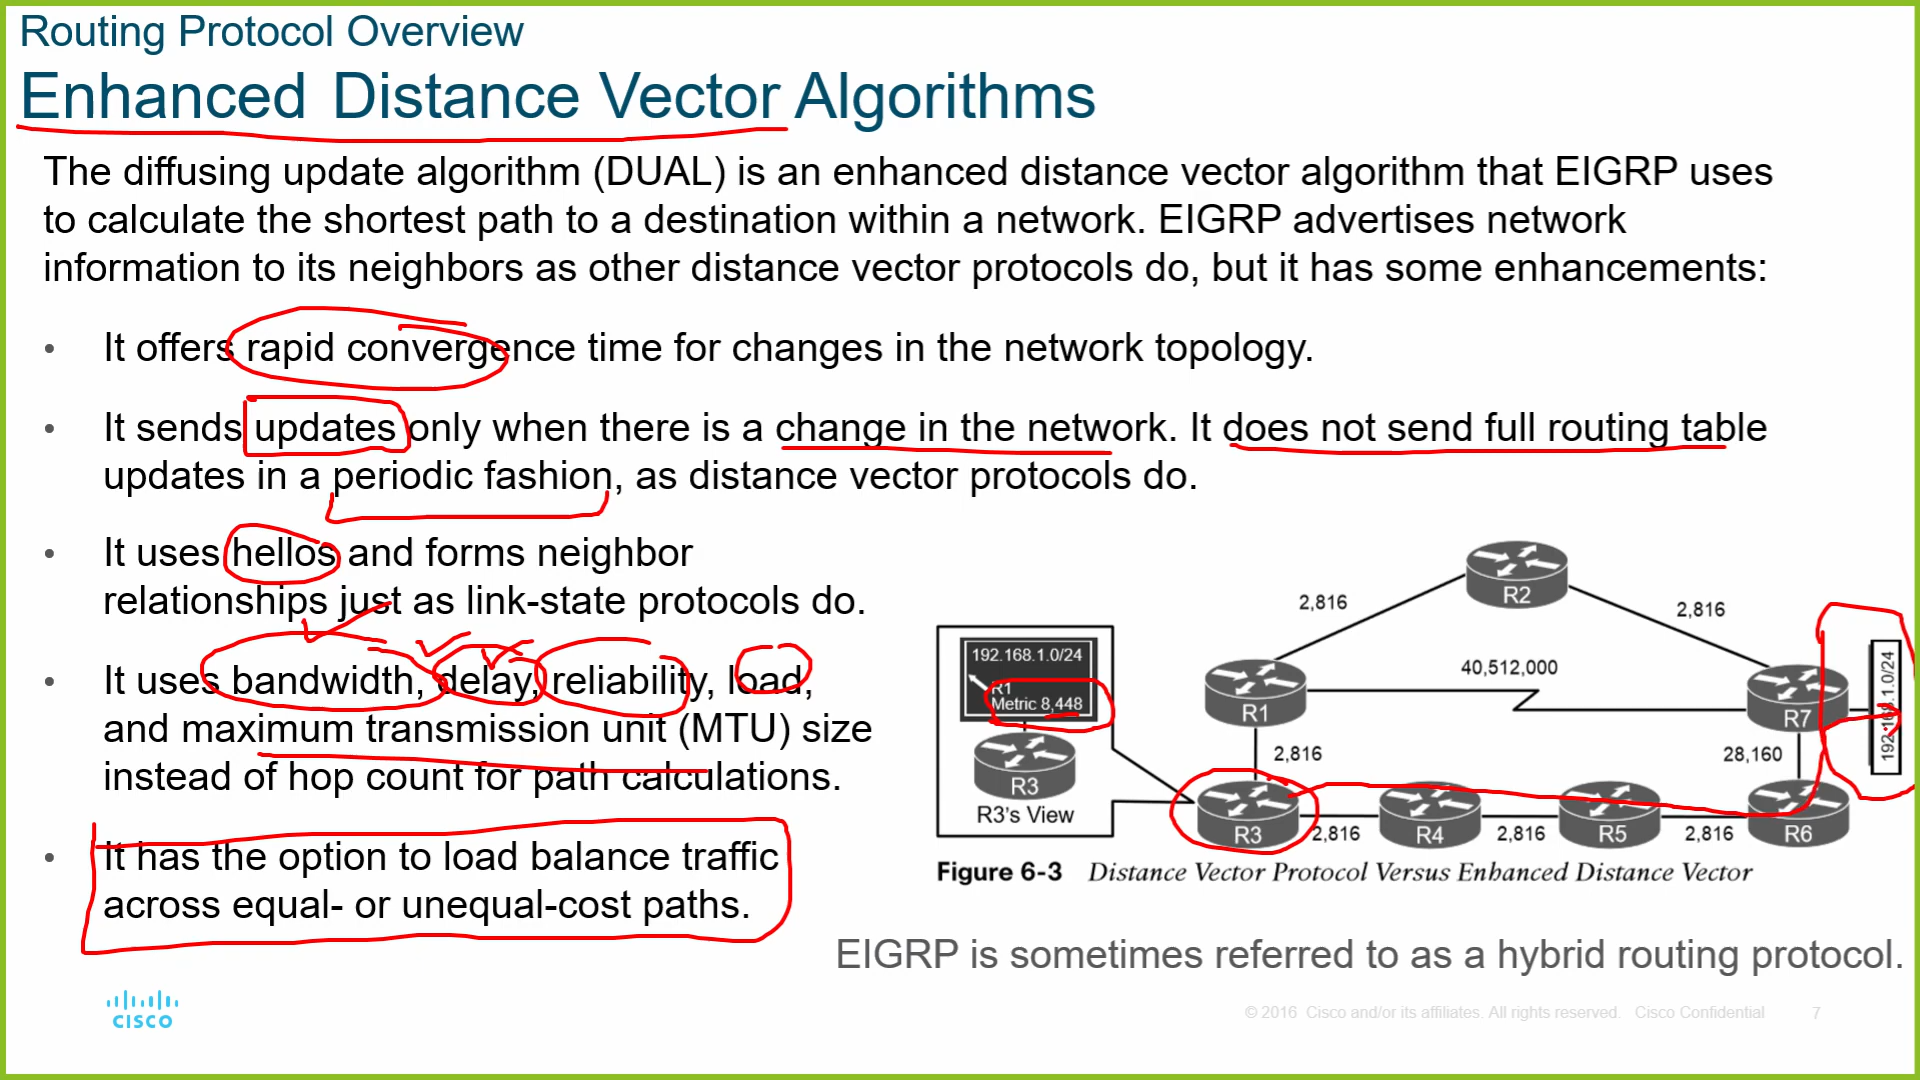 Routing Protocol Overview
Enhanced Distance Vector Algorithms
The diffusing update algorithm (DUAL) is an enhanced distance vector algorithm that EIGRP uses
to calculate the shortest path to a destination within a network. EIGRP advertises network
information to its neighbors as other distance vector protocols do, but it has some enhancements:
• It offers rapid convergence time for changes in the network topology.
• It sends updates only when there is a change in the network. It does not send full routing table
updates in a periodic fashion, as distance vector protocols do.
• It uses hellos and forms neighbor
relationships just as link-state protocols do.
• It uses bandwidth, delay, reliability, load,
and maximum transmission unit (MTU) size
instead of hop count for path calculations.
• It has the option to load balance traffic
across equal- or unequal-cost paths.
192.168.1.0/24
R1
Metric 8,448
R3
R3's View
R2
2,816
2,816
40,512,000
R1
R7
192.168.1.0/24
2,816
28,160
R3
2,816
R4
2,816
R5
2,816
R6
Figure 6-3 Distance Vector Protocol Versus Enhanced Distance Vector
EIGRP is sometimes referred to as a hybrid routing protocol.
CISCO
© 2016 Cisco and/or its affiliates. All rights reserved. Cisco Confidential 7